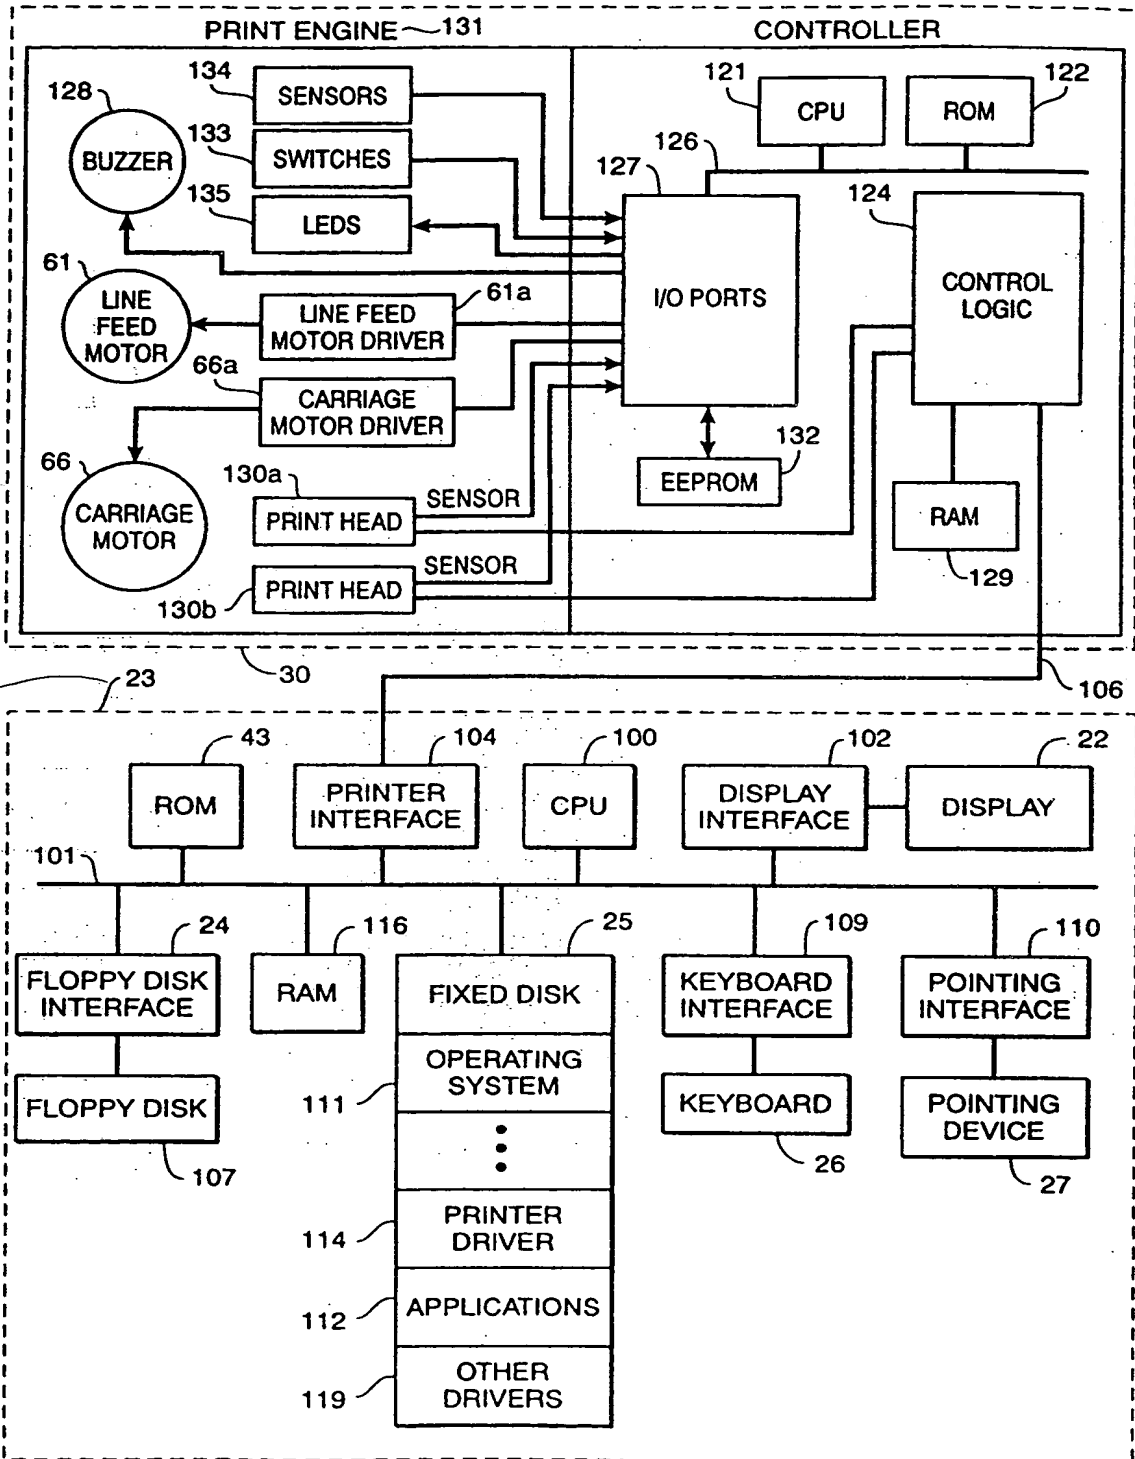 PRINT ENGINE 131
CONTROLLER
134
SENSORS
128
BUZZER
133
SWITCHES
135
LEDS
121
CPU
122
ROM
126
127
I/O PORTS
124
CONTROL
LOGIC
61
LINE
FEED
MOTOR
61a
LINE FEED
MOTOR DRIVER
66a
CARRIAGE
MOTOR DRIVER
66
CARRIAGE
MOTOR
130a
PRINT HEAD
SENSOR
130b
PRINT HEAD
SENSOR
132
EEPROM
RAM
129
30
106
23
43
ROM
104
PRINTER
INTERFACE
100
CPU
102
DISPLAY
INTERFACE
22
DISPLAY
101
24
FLOPPY DISK
INTERFACE
116
RAM
25
FIXED DISK
109
KEYBOARD
INTERFACE
110
POINTING
INTERFACE
OPERATING
SYSTEM
111
FLOPPY DISK
107
KEYBOARD
26
POINTING
DEVICE
27
PRINTER
DRIVER
114
APPLICATIONS
112
OTHER
DRIVERS
119